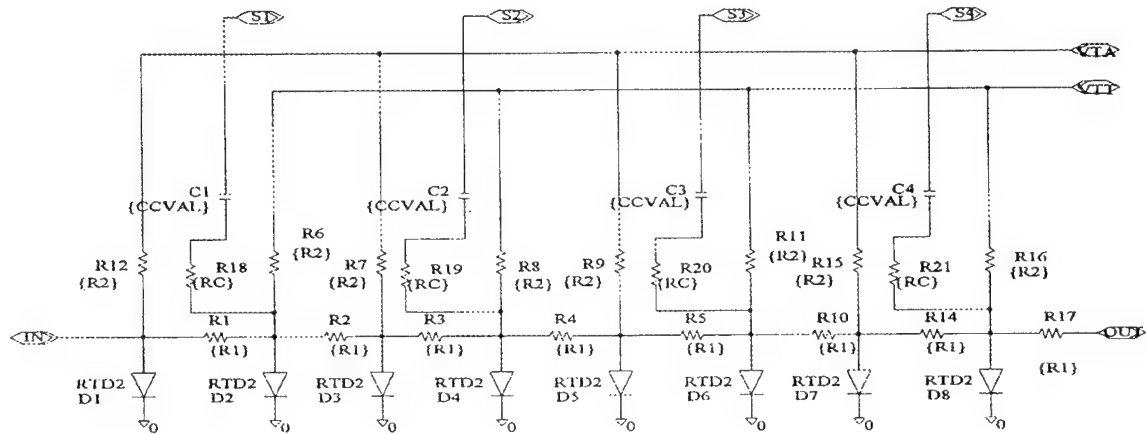 S1 S2 S3 S4
VTA
VTT
C1 C2 C3 C4
{CCVAL} {CCVAL} {CCVAL} {CCVAL}
R12 R18 R6 R7 R19 R8 R9 R20 R11 R15 R21 R16
{R2} {RC} {R2} {R2} {RC} {R2} {R2} {RC} {R2} {R2} {RC} {R2}
IN R1 R2 R3 R4 R5 R10 R14 R17 OUT
{R1} {R1} {R1} {R1} {R1} {R1} {R1} {R1}
RTD2 RTD2 RTD2 RTD2 RTD2 RTD2 RTD2 RTD2
D1 D2 D3 D4 D5 D6 D7 D8
0 0 0 0 0 0 0 0